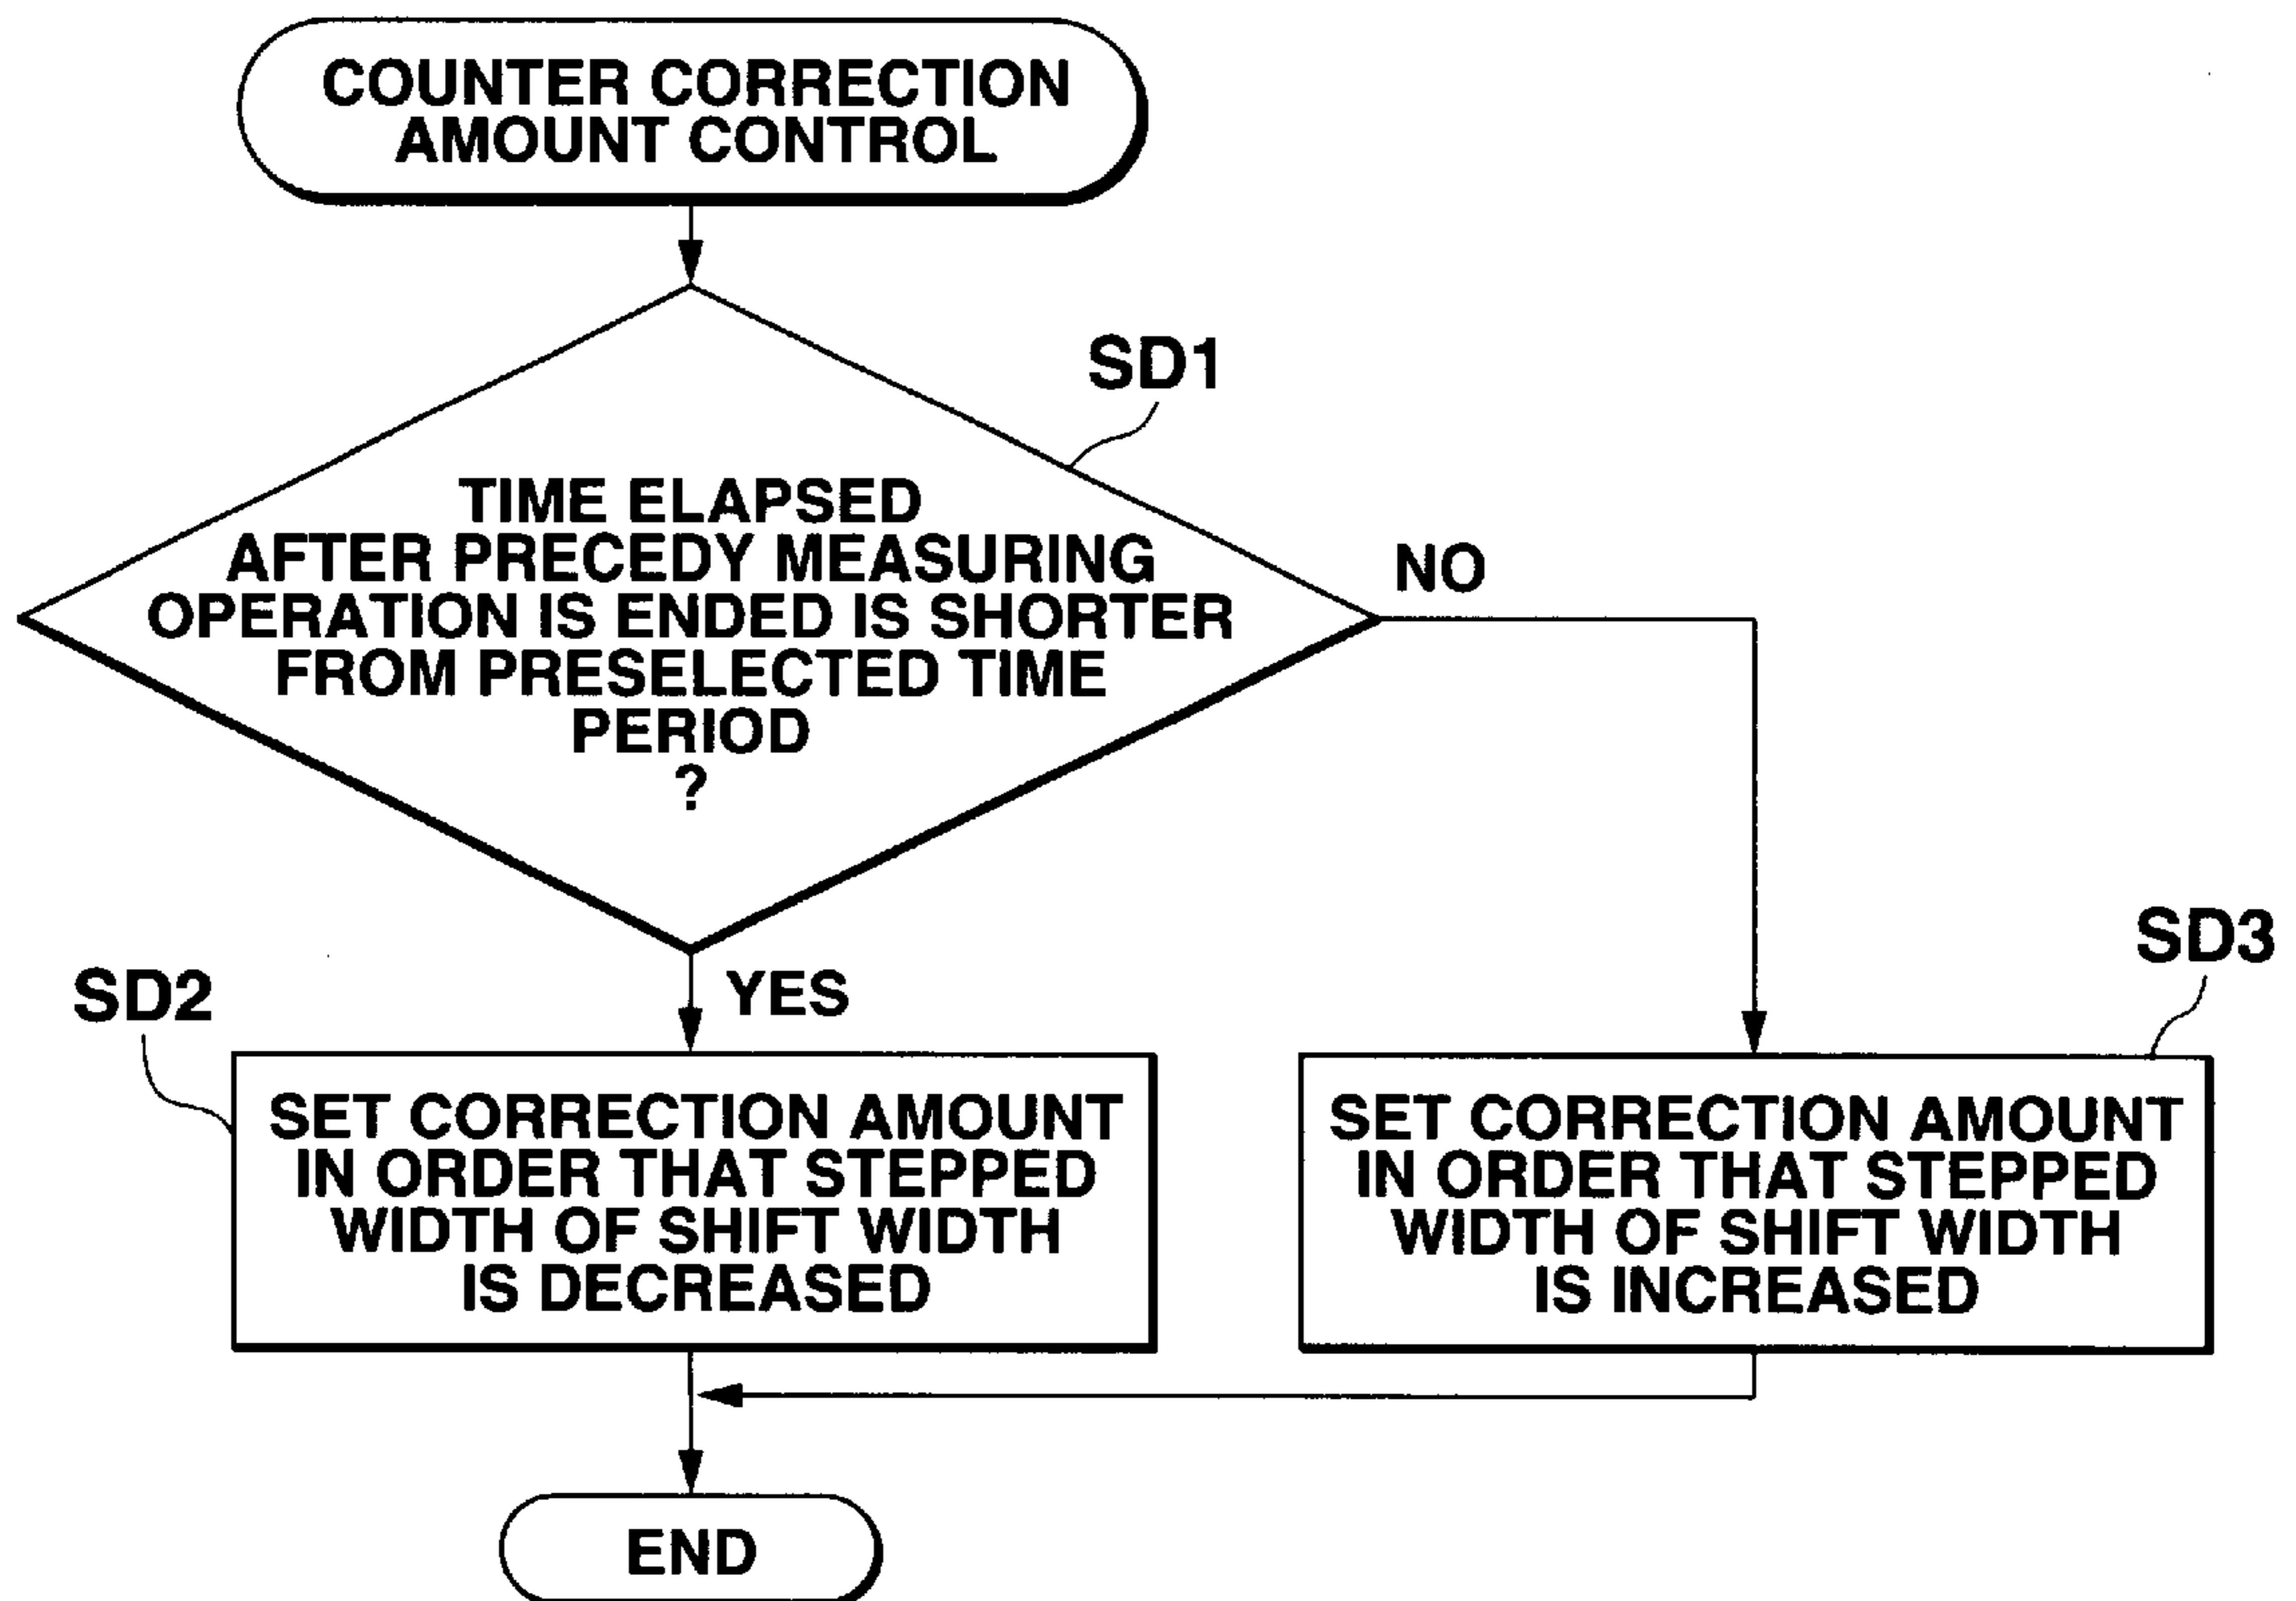 COUNTER CORRECTION
AMOUNT CONTROL
SD1
TIME ELAPSED
AFTER PRECEDY MEASURING
OPERATION IS ENDED IS SHORTER
FROM PRESELECTED TIME
PERIOD
?
NO
YES
SD2
SET CORRECTION AMOUNT
IN ORDER THAT STEPPED
WIDTH OF SHIFT WIDTH
IS DECREASED
SD3
SET CORRECTION AMOUNT
IN ORDER THAT STEPPED
WIDTH OF SHIFT WIDTH
IS INCREASED
END